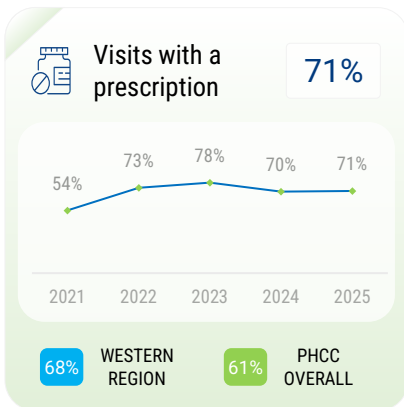 Visits with a
prescription
71%
54%
73%
78%
70%
71%
2021
2022
2023
2024
2025
68%
WESTERN
REGION
61%
PHCC
OVERALL